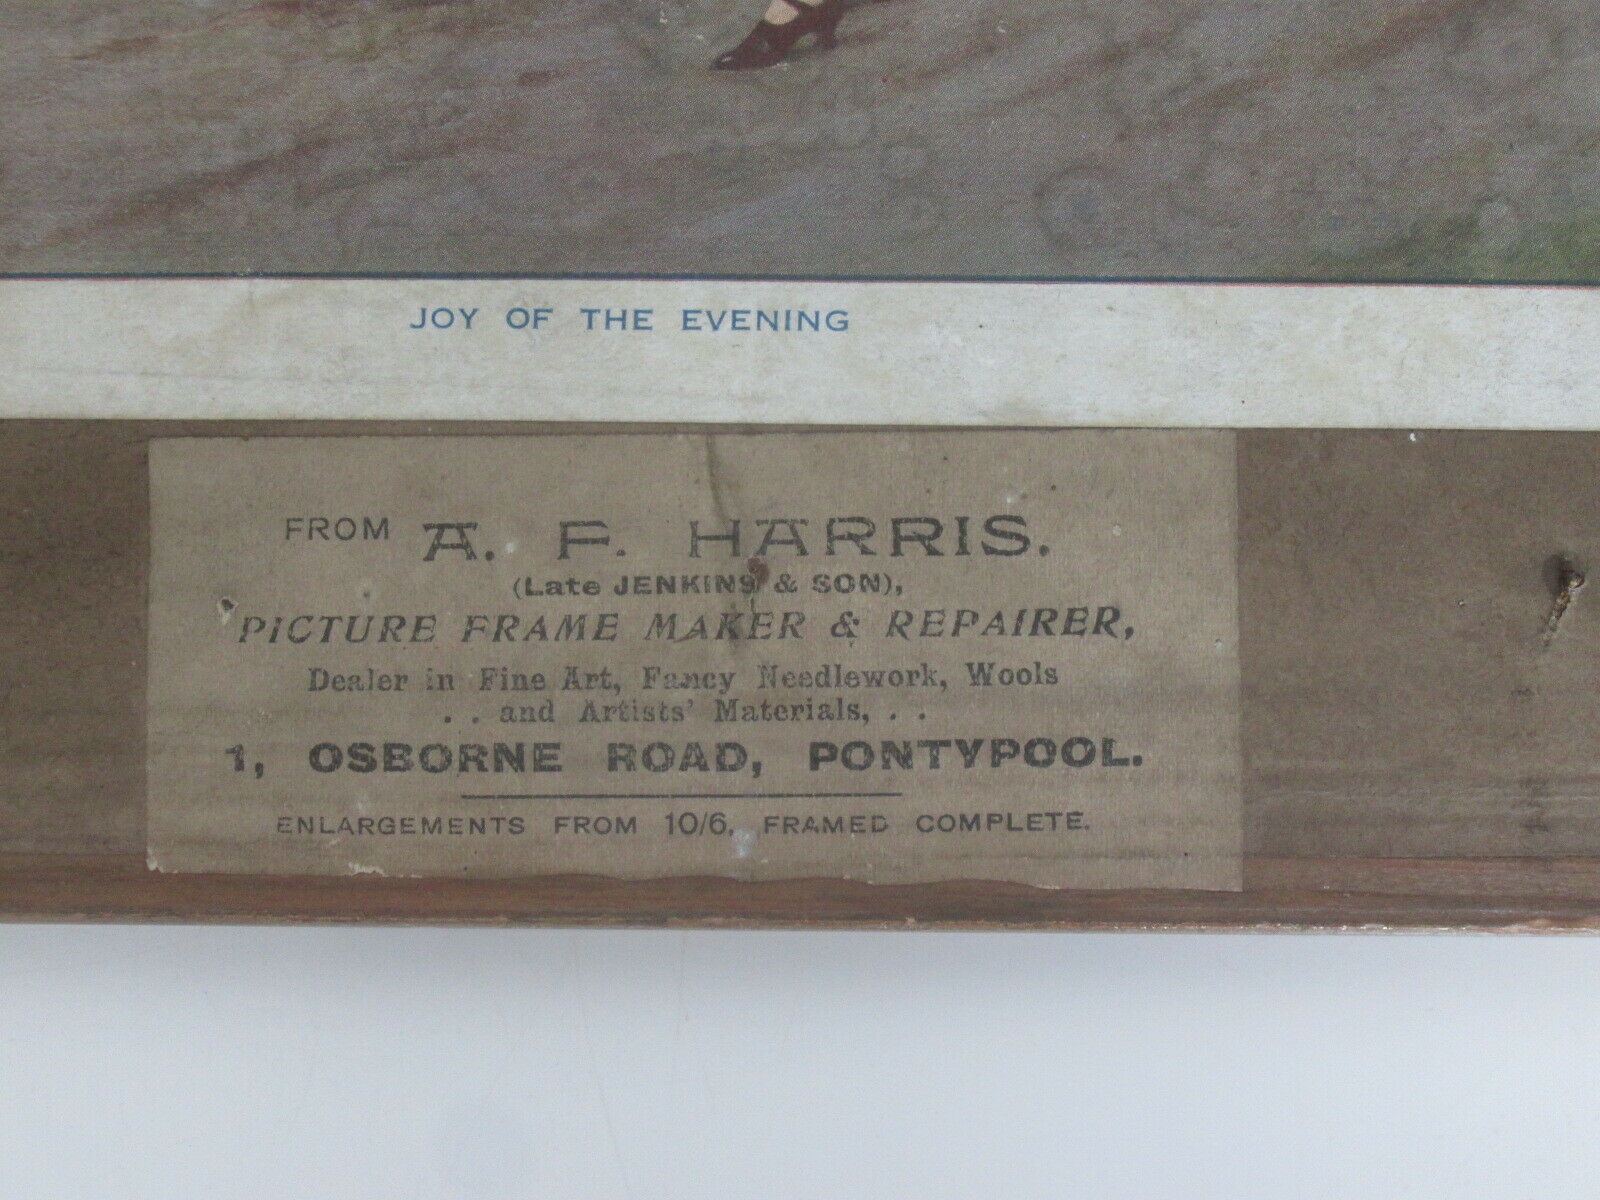 JOY OF THE EVENING
FROM A. F. HARRIS.
(Late JENKINS & SON),
PICTURE FRAME MAKER & REPAIRER,
Dealer in Fine Art, Fancy Needlework, Wools
. . and Artists' Materials, . .
1, OSBORNE ROAD, PONTYPOOL.
ENLARGEMENTS FROM 10/6, FRAMED COMPLETE.